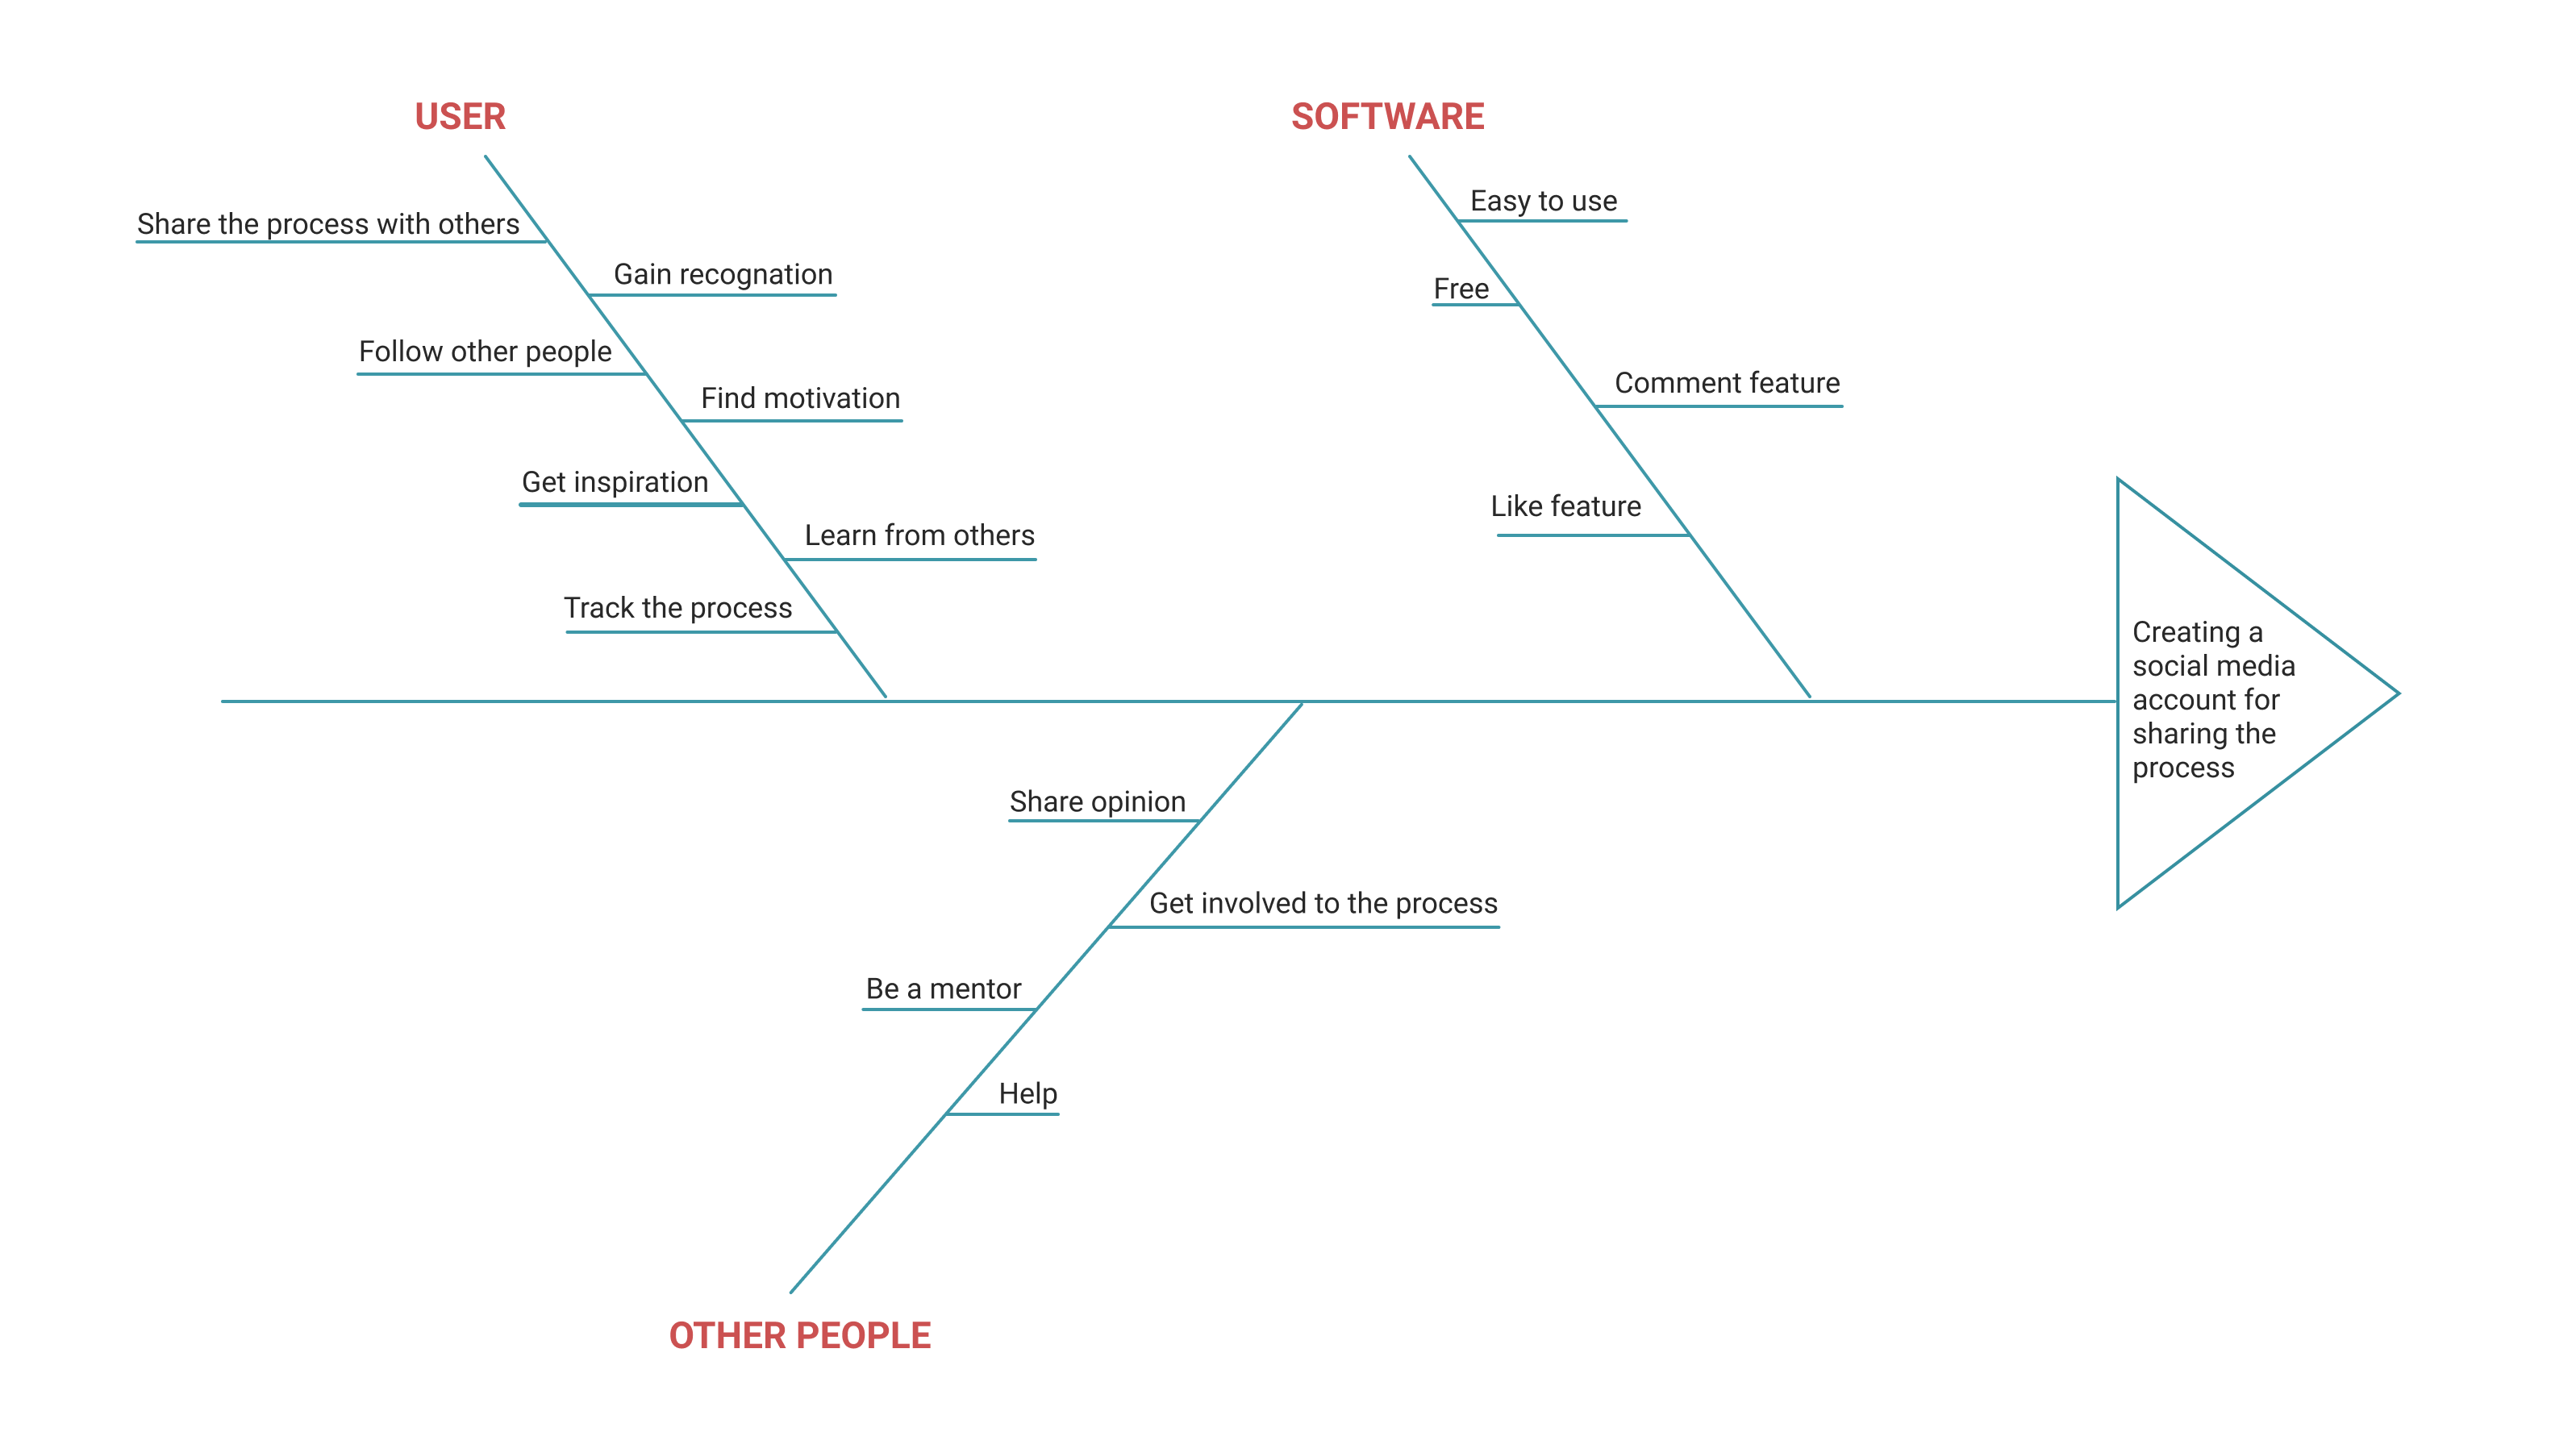 USER
SOFTWARE
Share the process with others
Gain recognation
Follow other people
Find motivation
Get inspiration
Learn from others
Track the process
Easy to use
Free
Comment feature
Like feature
Creating a
social media
account for
sharing the
process
Share opinion
Get involved to the process
Be a mentor
Help
OTHER PEOPLE